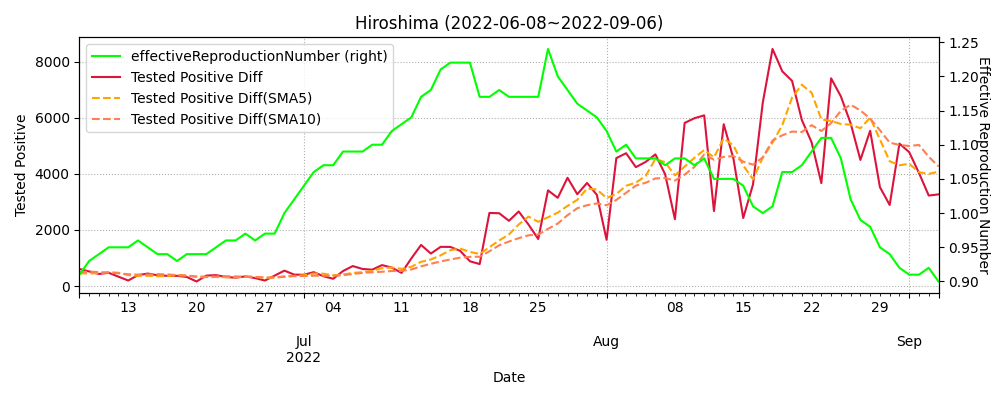 Hiroshima (2022-06-08~2022-09-06)
effectiveReproductionNumber (right)
Tested Positive Diff
Tested Positive Diff(SMA5)
Tested Positive Diff(SMA10)
Tested Positive
8000
6000
4000
2000
0
1.25
1.20
1.15
1.10
1.05
1.00
0.95
0.90
Effective Reproduction Number
13 20 27 04 11 18 25 08 15 22 29
Jul Aug Sep
2022
Date